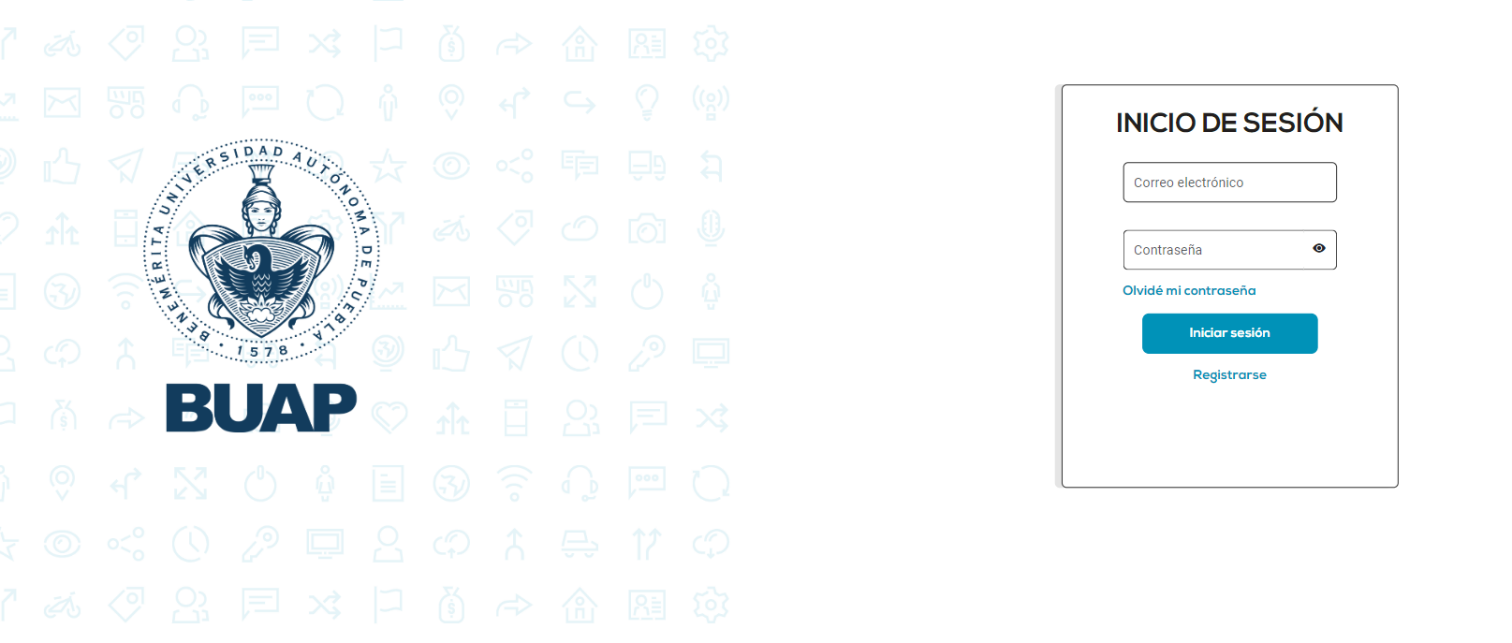 BENEMÉRITA UNIVERSIDAD AUTÓNOMA DE PUEBLA
· 1578 ·
BUAP
INICIO DE SESIÓN
Correo electrónico
Contraseña
Olvidé mi contraseña
Iniciar sesión
Registrarse